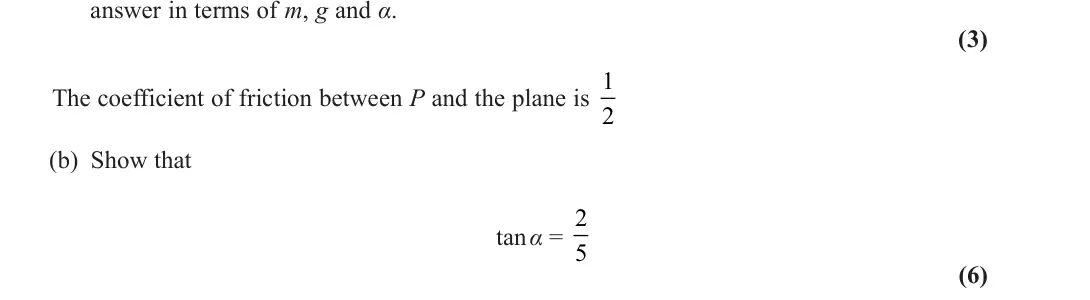 answer in terms of m, g and α.
(3)
The coefficient of friction between P and the plane is 1/2
(b) Show that
tan α = 2/5
(6)